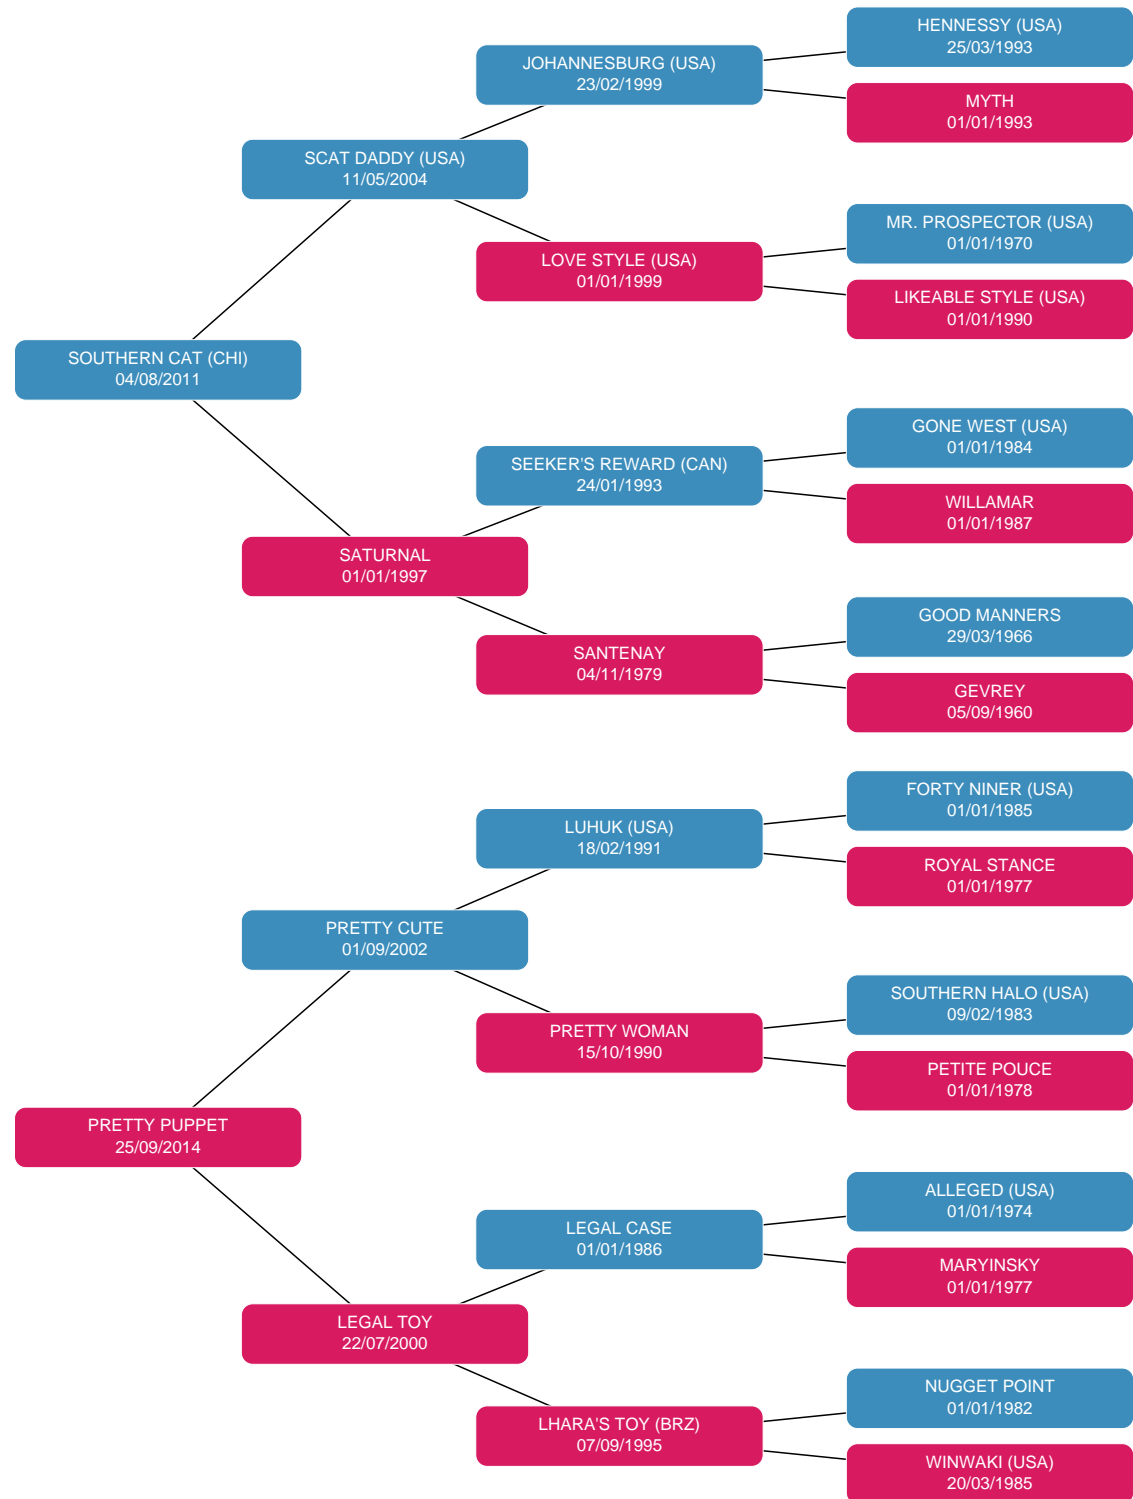 HENNESSY (USA)
25/03/1993
JOHANNESBURG (USA)
23/02/1999
MYTH
01/01/1993
SCAT DADDY (USA)
11/05/2004
MR. PROSPECTOR (USA)
01/01/1970
LOVE STYLE (USA)
01/01/1999
LIKEABLE STYLE (USA)
01/01/1990
SOUTHERN CAT (CHI)
04/08/2011
GONE WEST (USA)
01/01/1984
SEEKER'S REWARD (CAN)
24/01/1993
WILLAMAR
01/01/1987
SATURNAL
01/01/1997
GOOD MANNERS
29/03/1966
SANTENAY
04/11/1979
GEVREY
05/09/1960
FORTY NINER (USA)
01/01/1985
LUHUK (USA)
18/02/1991
ROYAL STANCE
01/01/1977
PRETTY CUTE
01/09/2002
SOUTHERN HALO (USA)
09/02/1983
PRETTY WOMAN
15/10/1990
PETITE POUCE
01/01/1978
PRETTY PUPPET
25/09/2014
ALLEGED (USA)
01/01/1974
LEGAL CASE
01/01/1986
MARYINSKY
01/01/1977
LEGAL TOY
22/07/2000
NUGGET POINT
01/01/1982
LHARA'S TOY (BRZ)
07/09/1995
WINWAKI (USA)
20/03/1985